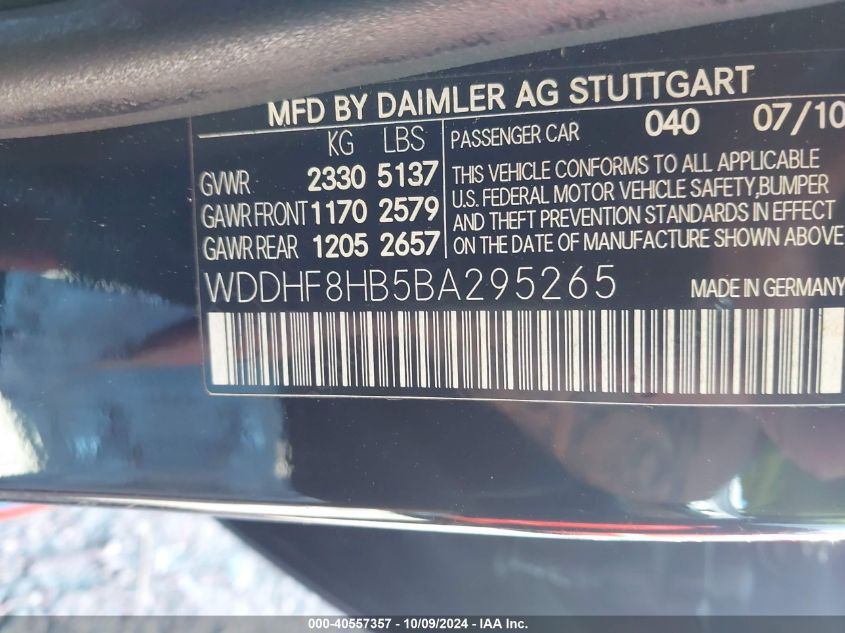 MFD BY DAIMLER AG STUTTGART
KG LBS PASSENGER CAR 040 07/10
GVWR 2330 5137
GAWR FRONT 1170 2579
GAWR REAR 1205 2657
THIS VEHICLE CONFORMS TO ALL APPLICABLE
U.S. FEDERAL MOTOR VEHICLE SAFETY,BUMPER
AND THEFT PREVENTION STANDARDS IN EFFECT
ON THE DATE OF MANUFACTURE SHOWN ABOVE
WDDHF8HB5BA295265 MADE IN
000-40557357 - 10/09/2024 - IAA Inc.